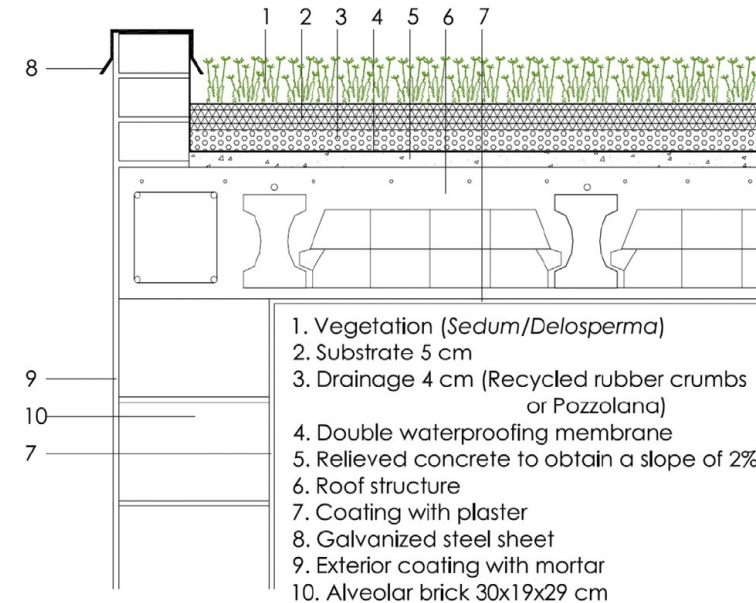 1 2 3 4 5 6 7
8
9
10
7
1. Vegetation (Sedum/Delosperma)
2. Substrate 5 cm
3. Drainage 4 cm (Recycled rubber crumbs
or Pozzolana)
4. Double waterproofing membrane
5. Relieved concrete to obtain a slope of 2%
6. Roof structure
7. Coating with plaster
8. Galvanized steel sheet
9. Exterior coating with mortar
10. Alveolar brick 30x19x29 cm